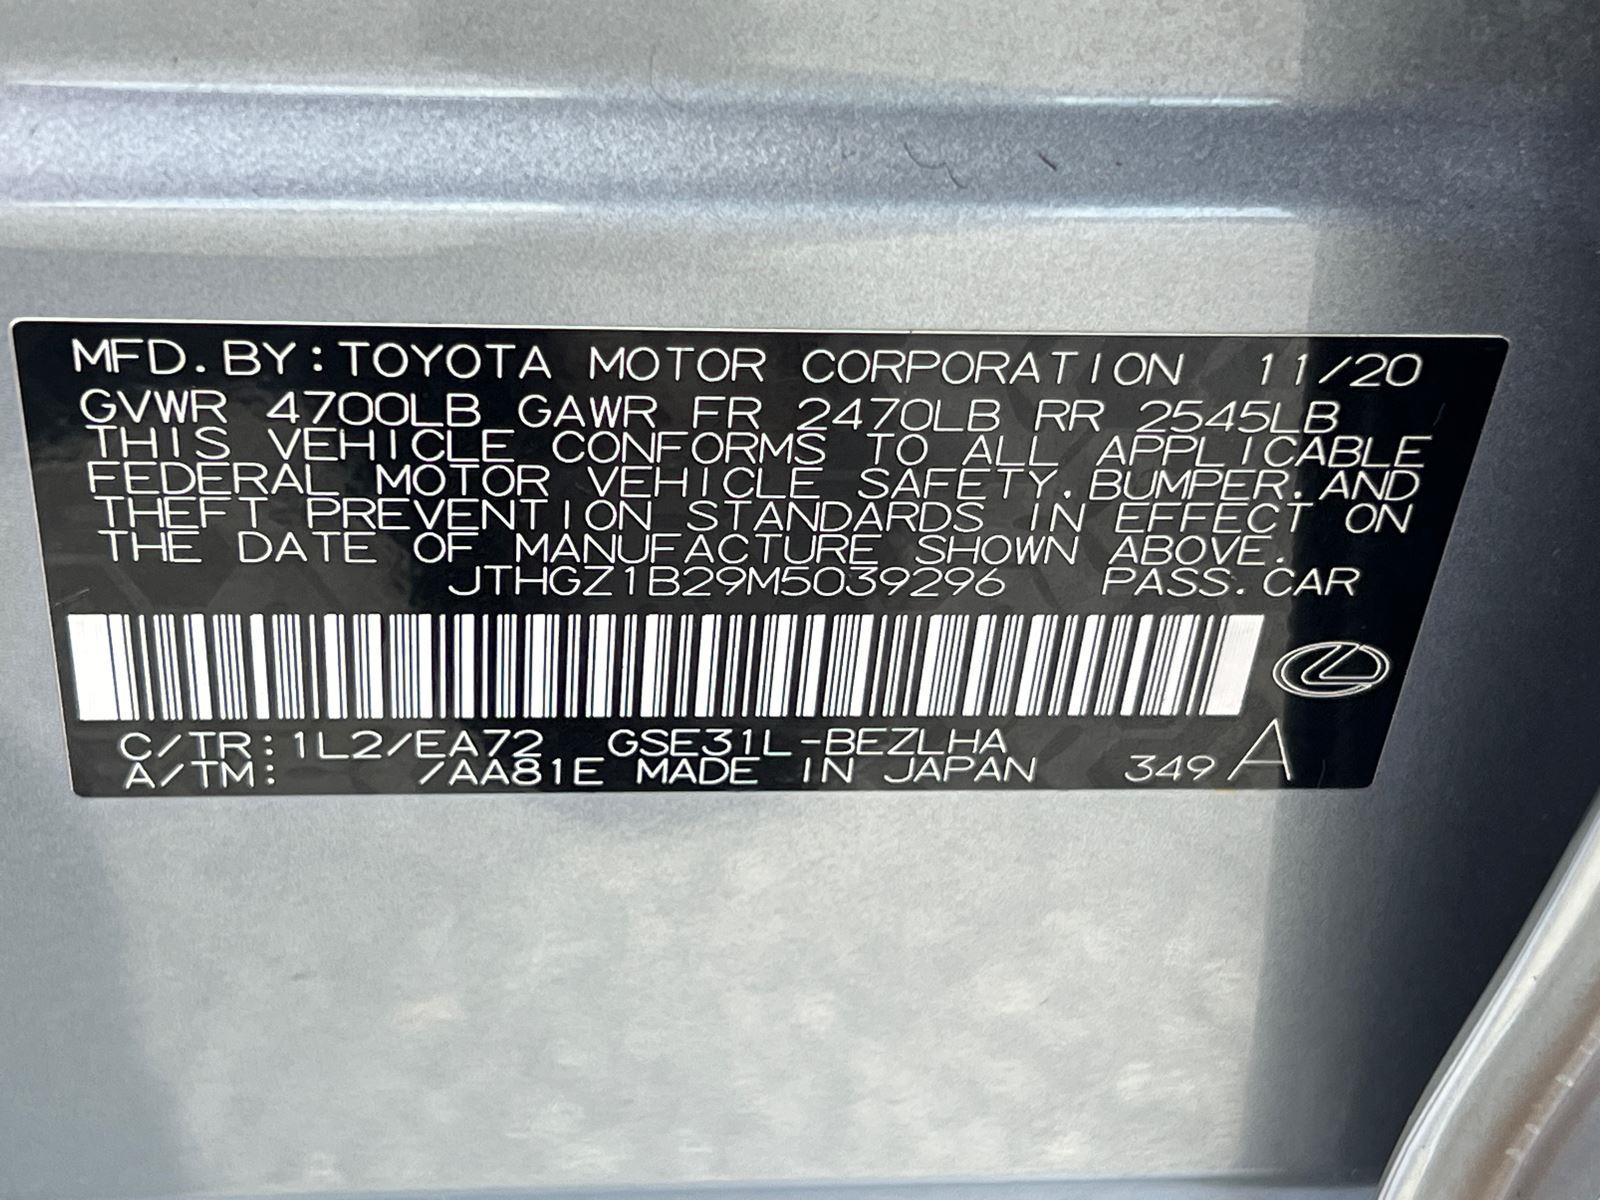 MFD. BY: TOYOTA MOTOR CORPORATION 11/20
GVWR 4700LB GAWR FR 2470LB RR 2545LB
THIS VEHICLE CONFORMS TO ALL APPLICABLE
FEDERAL MOTOR VEHICLE SAFETY, BUMPER, AND
THEFT PREVENTION STANDARDS IN EFFECT ON
THE DATE OF MANUFACTURE SHOWN ABOVE.
JTHGZ1B29M5039296 PASS. CAR
C/TR: 1L2/EA72 GSE31L-BEZLHA
A/TM: /AA81E MADE IN JAPAN 349 A